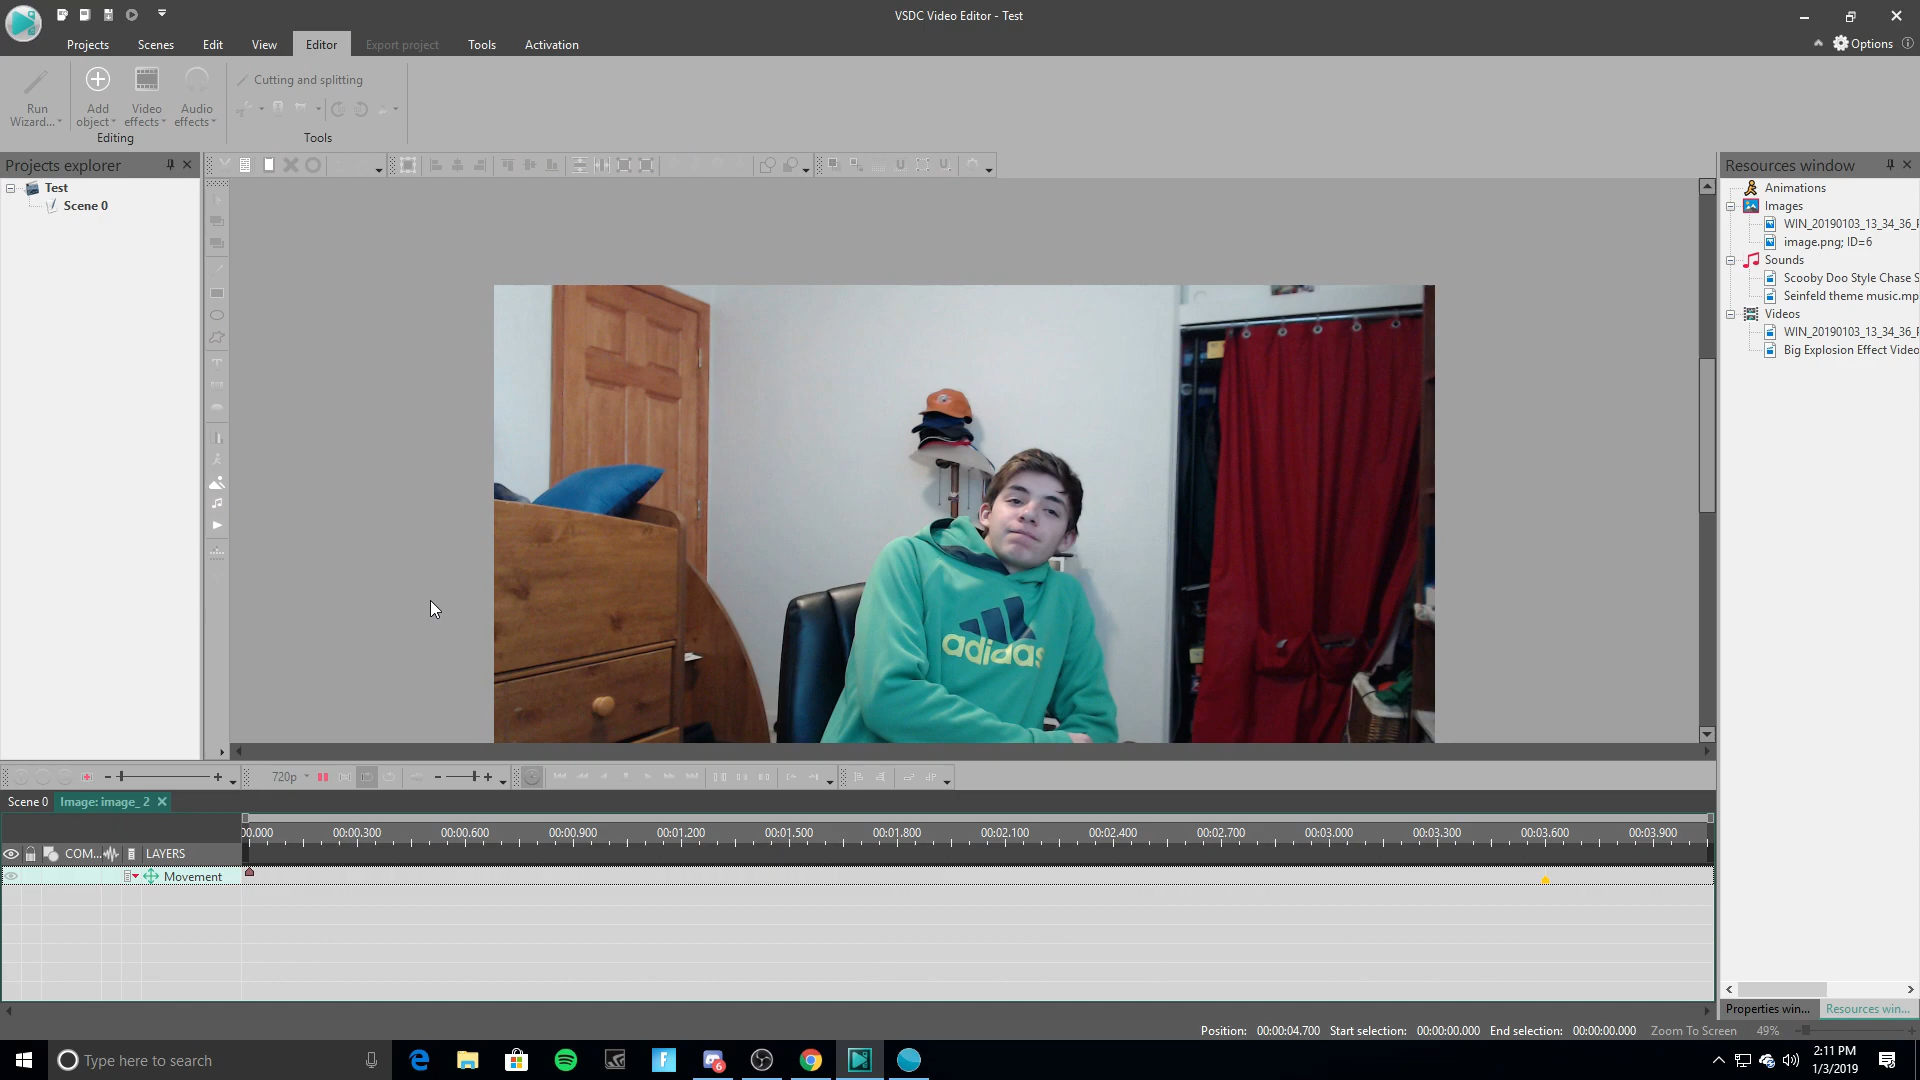 VSDC Video Editor - Test
Projects
Scenes
Edit
View
Editor
Export project
Tools
Activation
Options
Run Wizard...
Add object
Video effects
Audio effects
Editing
Cutting and splitting
Tools
Projects explorer
Test
Scene 0
Resources window
Animations
Images
WIN_20190103_13_34_36_
image.png; ID=6
Sounds
Scooby Doo Style Chase S
Seinfeld theme music.mp
Videos
WIN_20190103_13_34_36_
Big Explosion Effect Video
adidas
720p
Scene 0
Image: image_ 2
00.000
00:00.300
00:00.600
00:00.900
00:01.200
00:01.500
00:01.800
00:02.100
00:02.400
00:02.700
00:03.000
00:03.300
00:03.600
00:03.900
COM...
LAYERS
Movement
Properties win...
Resources win...
Position: 00:00:04.700 Start selection: 00:00:00.000 End selection: 00:00:00.000 Zoom To Screen 49%
Type here to search
6
2:11 PM
1/3/2019